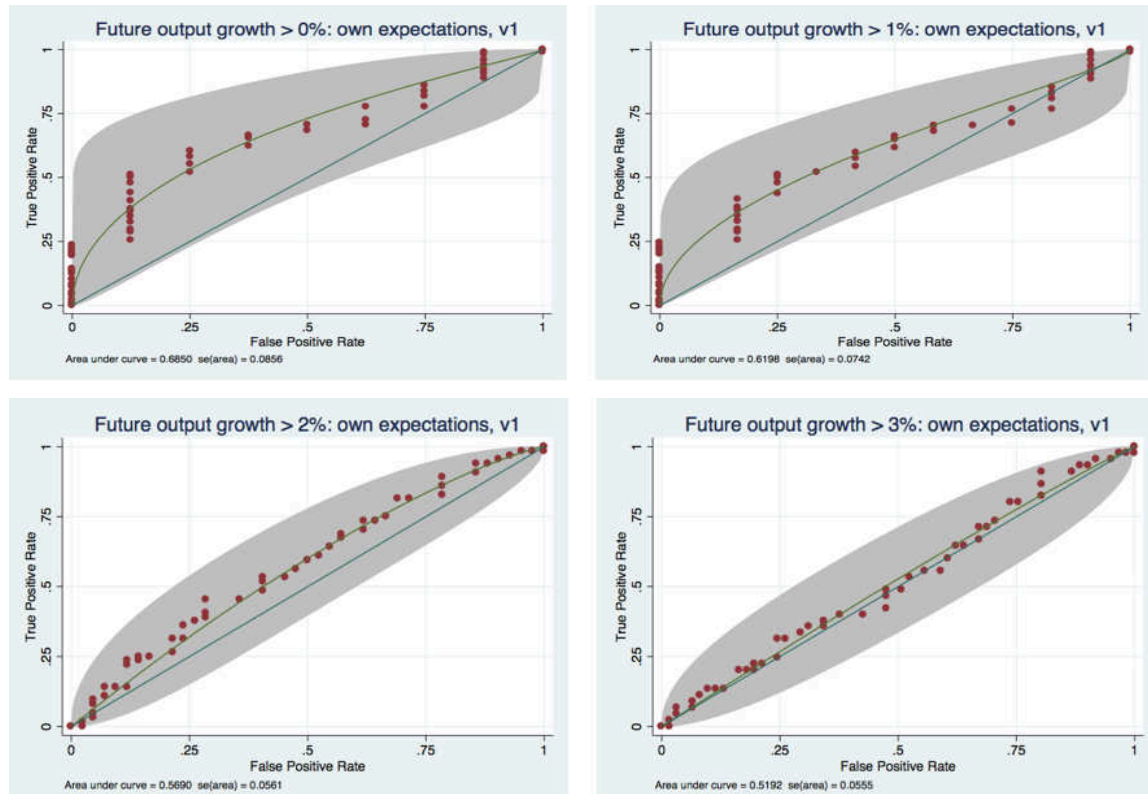 Future output growth > 0%: own expectations, v1
True Positive Rate
1
.75
.5
.25
0
0 .25 .5 .75 1
False Positive Rate
Area under curve = 0.6850 se(area) = 0.0856
Future output growth > 1%: own expectations, v1
True Positive Rate
1
.75
.5
.25
0
0 .25 .5 .75 1
False Positive Rate
Area under curve = 0.6198 se(area) = 0.0742
Future output growth > 2%: own expectations, v1
True Positive Rate
1
.75
.5
.25
0
0 .25 .5 .75 1
False Positive Rate
Area under curve = 0.5690 se(area) = 0.0561
Future output growth > 3%: own expectations, v1
True Positive Rate
1
.75
.5
.25
0
0 .25 .5 .75 1
False Positive Rate
Area under curve = 0.5192 se(area) = 0.0555